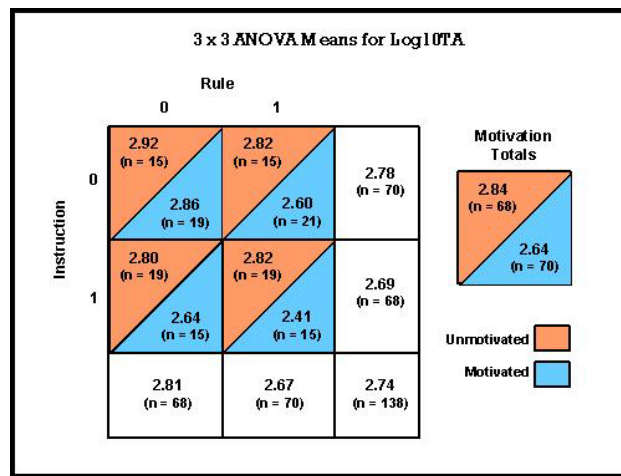 3 x 3 ANOVA Means for Log10TA
Rule
0 1
Instruction
0
2.92
(n = 15)
2.86
(n = 19)
2.82
(n = 15)
2.60
(n = 21)
2.78
(n = 70)
1
2.80
(n = 19)
2.64
(n = 15)
2.82
(n = 19)
2.41
(n = 15)
2.69
(n = 68)
2.81
(n = 68)
2.67
(n = 70)
2.74
(n = 138)
Motivation
Totals
2.84
(n = 68)
2.64
(n = 70)
Unmotivated
Motivated